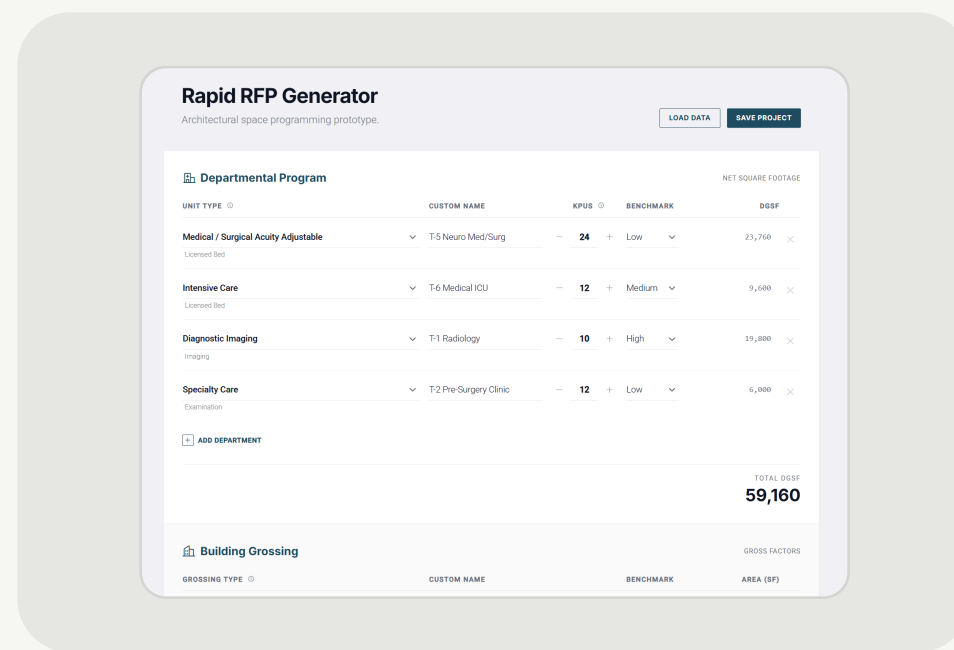 Rapid RFP Generator
Architectural space programming prototype.
LOAD DATA SAVE PROJECT
Departmental Program NET SQUARE FOOTAGE
UNIT TYPE CUSTOM NAME KPUS BENCHMARK DGSF
Medical / Surgical Acuity Adjustable T-5 Neuro Med/Surg − 24 + Low 23,760 ×
Licensed Bed
Intensive Care T-6 Medical ICU − 12 + Medium 9,600 ×
Licensed Bed
Diagnostic Imaging T-1 Radiology − 10 + High 19,800 ×
Imaging
Specialty Care T-2 Pre-Surgery Clinic − 12 + Low 6,000 ×
Examination
+ ADD DEPARTMENT
TOTAL DGSF
59,160
Building Grossing GROSS FACTORS
GROSSING TYPE CUSTOM NAME BENCHMARK AREA (SF)